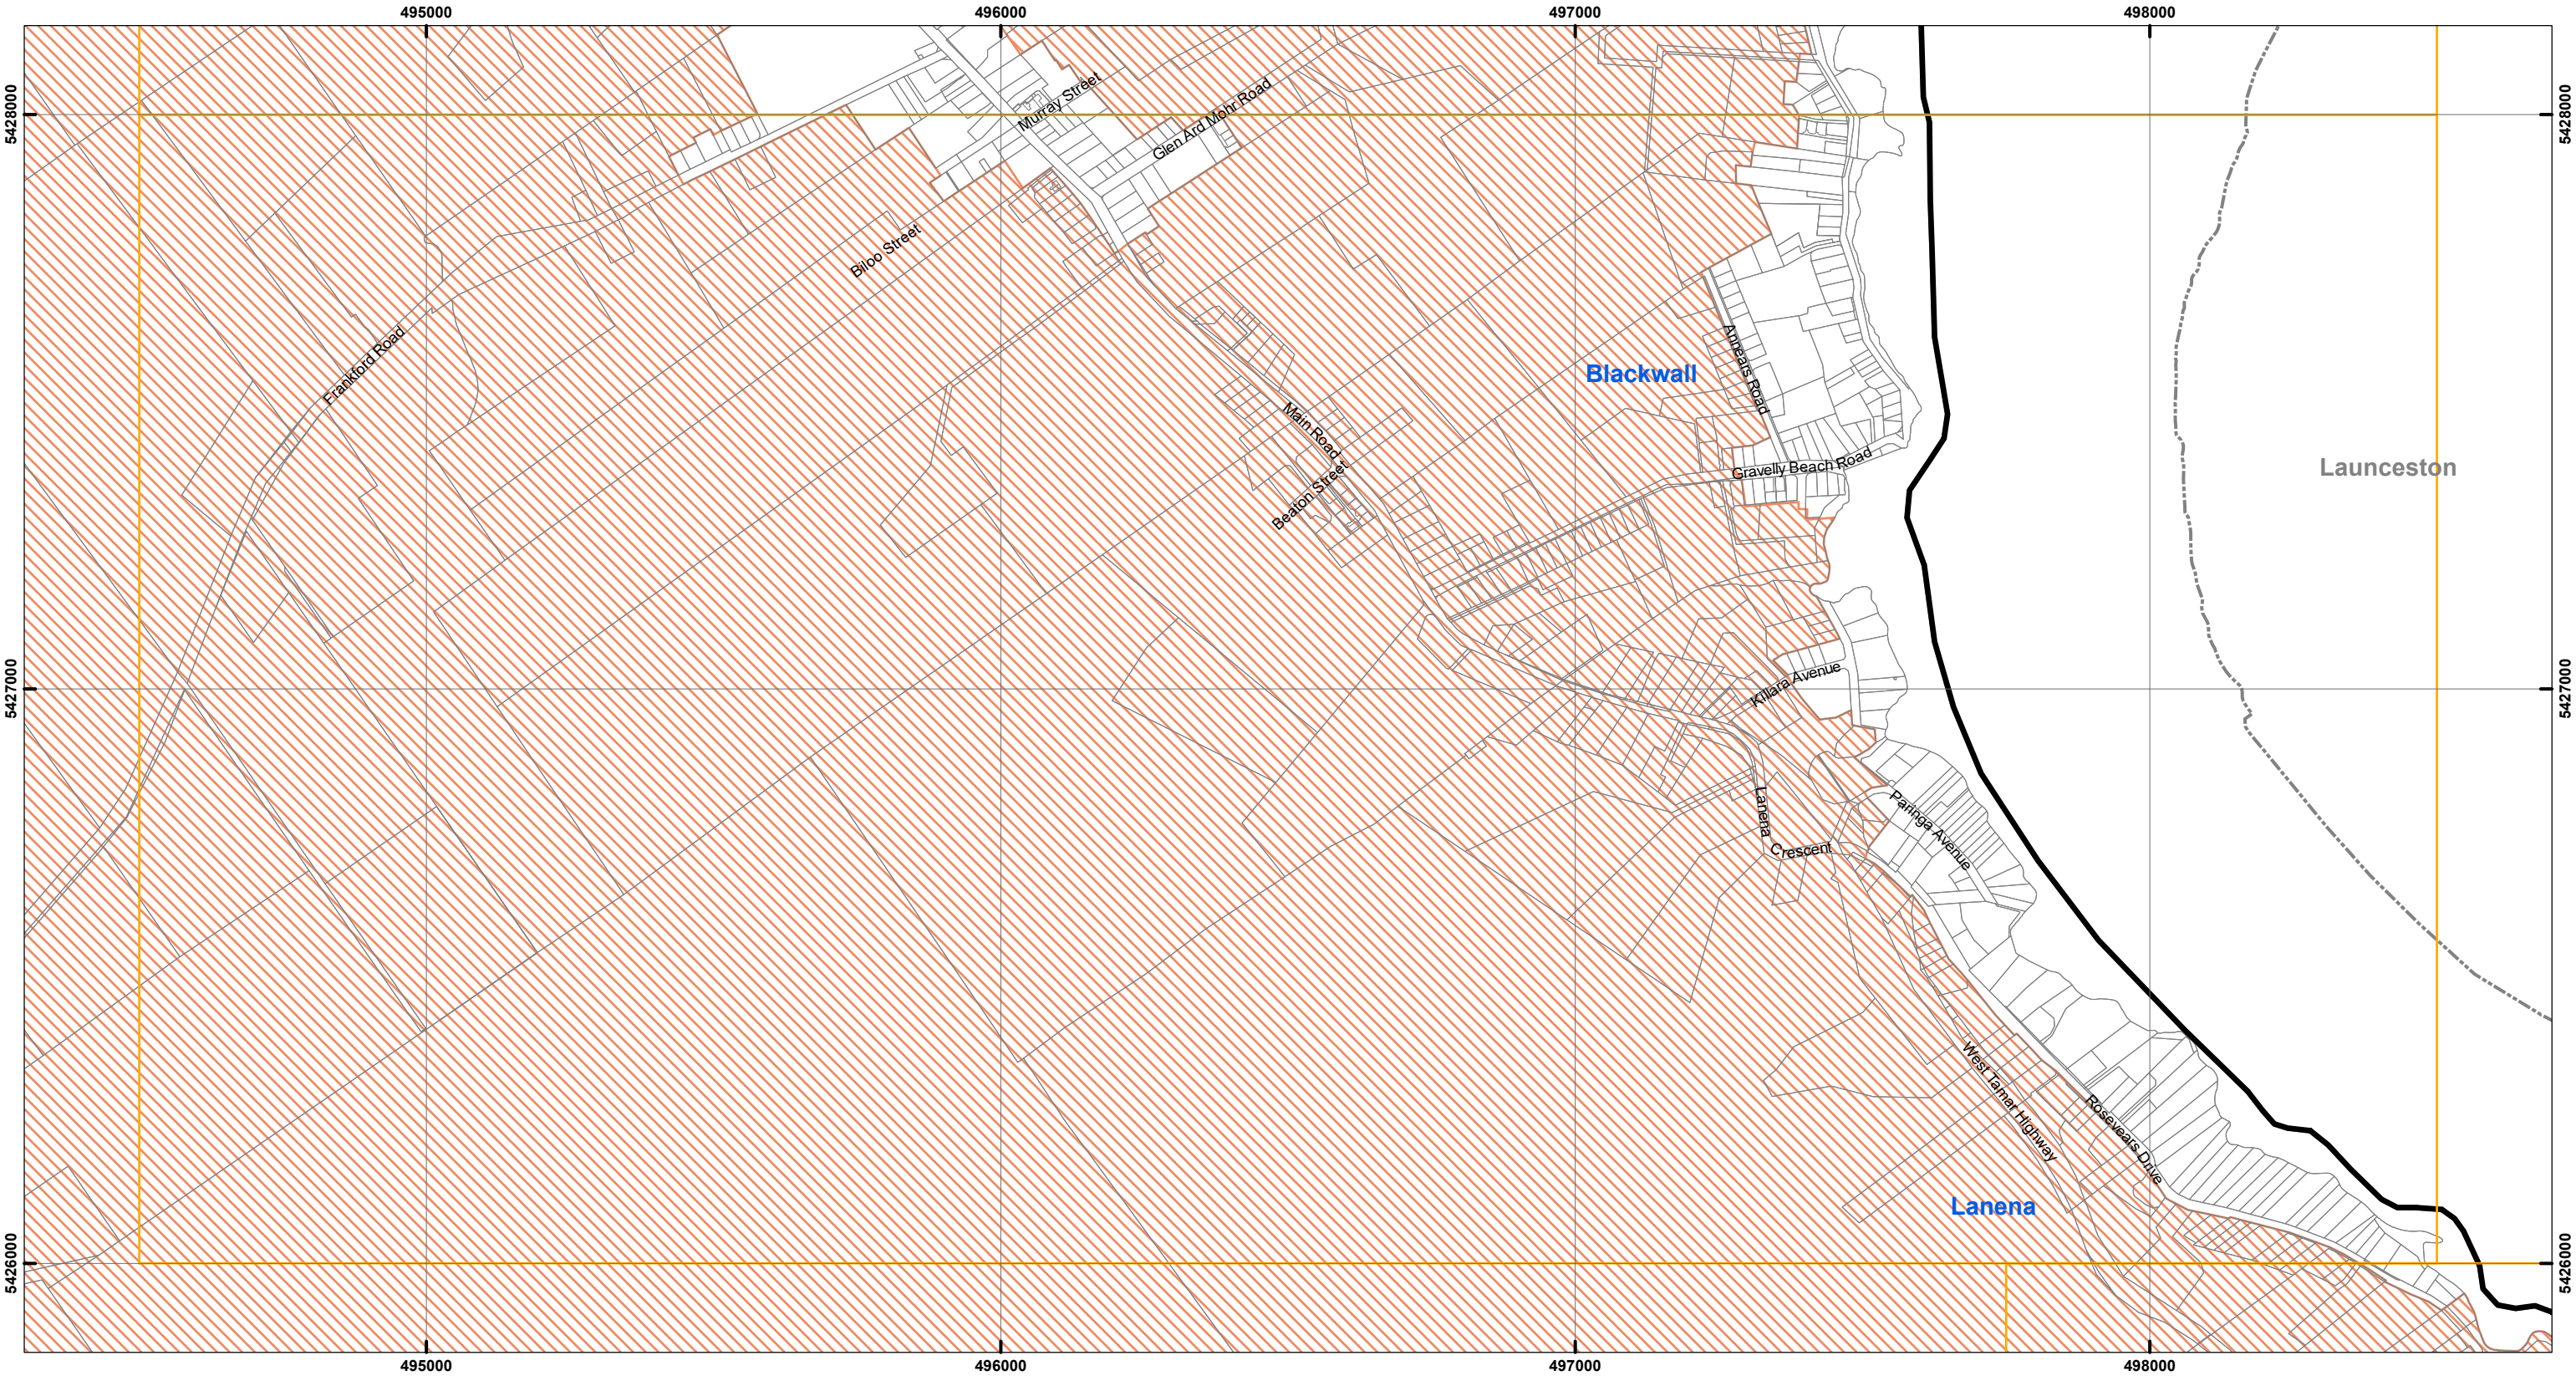 495000
496000
497000
498000
5428000
5428000
Murray Street
Glen Ard Mohr Road
Biloo Street
Frankford Road
Annears Road
Blackwall
Main Road
Gravelly Beach Road
Launceston
Beaton Street
Killara Avenue
5427000
5427000
Lanena
Crescent
Paringa Avenue
West Tamar Highway
Rosevears Drive
Lanena
5426000
5426000
495000
496000
497000
498000